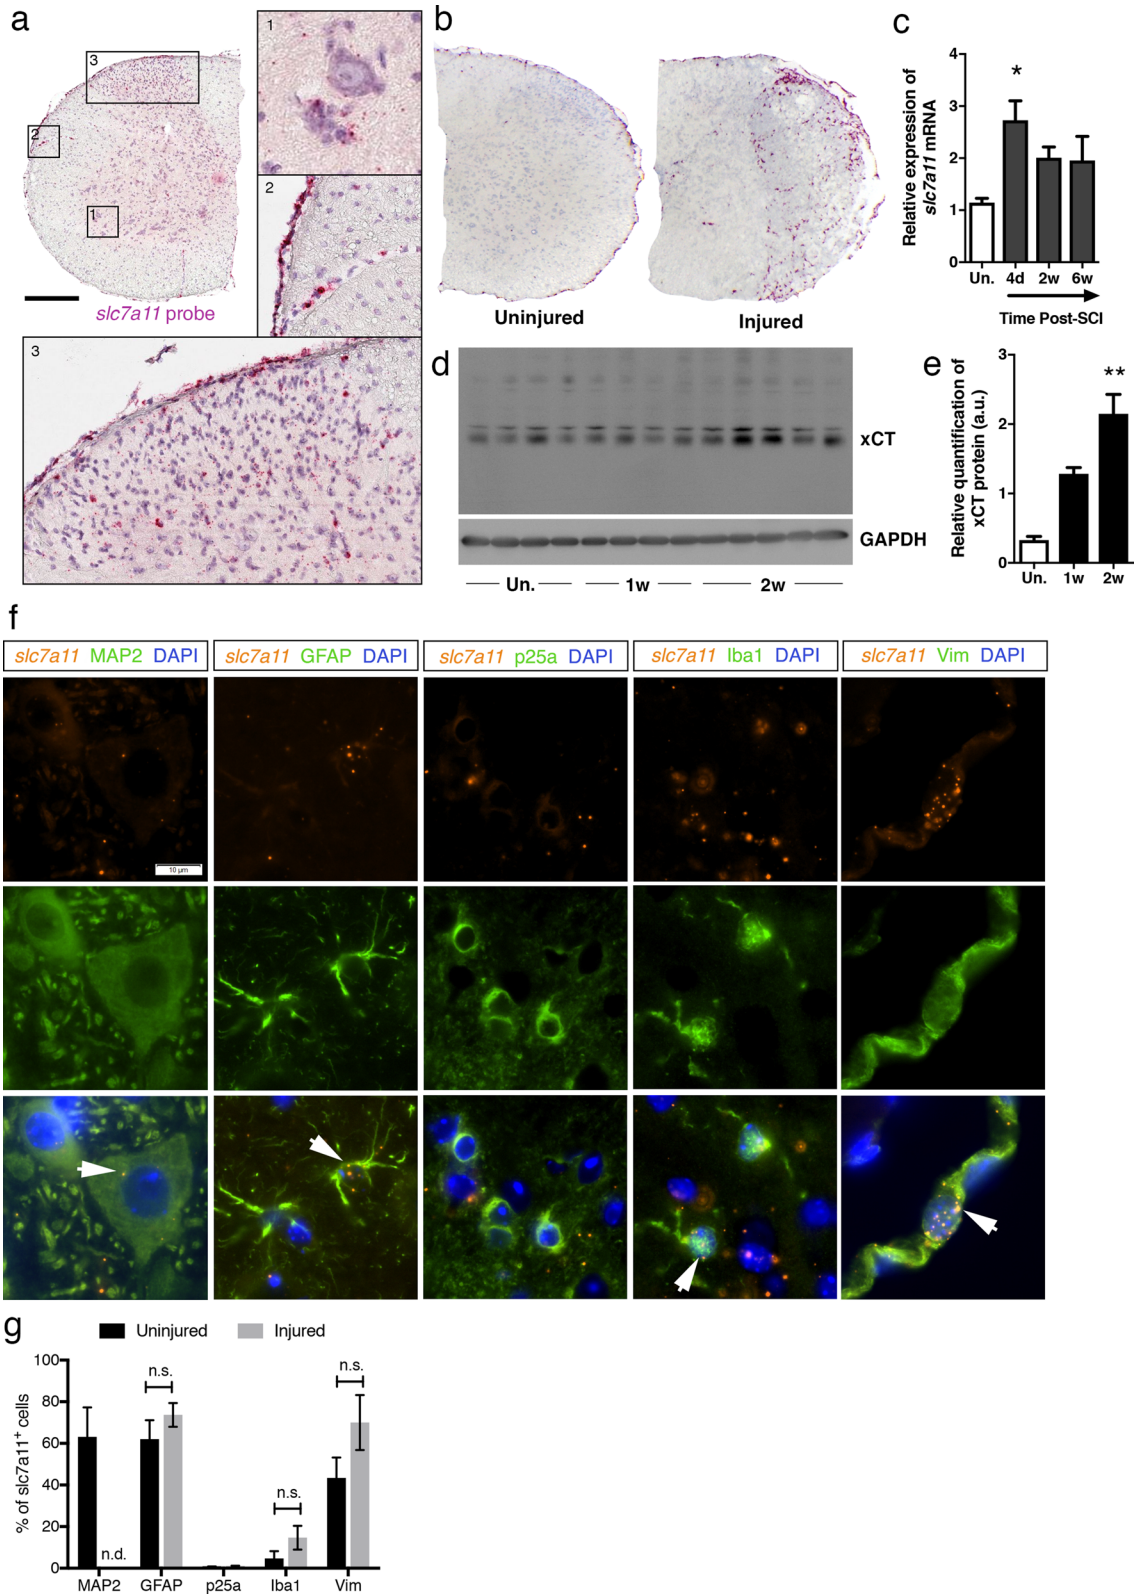 a
1
3
2
1
2
slc7a11 probe
3
b
Uninjured
Injured
c
Relative expression of
slc7a11 mRNA
4
3
2
1
0
*
Un.
4d
2w
6w
Time Post-SCI
d
xCT
GAPDH
Un.
1w
2w
e
Relative quantification of
xCT protein (a.u.)
3
2
1
0
**
Un.
1w
2w
f
slc7a11 MAP2 DAPI
slc7a11 GFAP DAPI
slc7a11 p25a DAPI
slc7a11 Iba1 DAPI
slc7a11 Vim DAPI
10 µm
g
Uninjured
Injured
% of slc7a11+ cells
100
80
60
40
20
0
n.d.
n.s.
n.s.
n.s.
MAP2
GFAP
p25a
Iba1
Vim